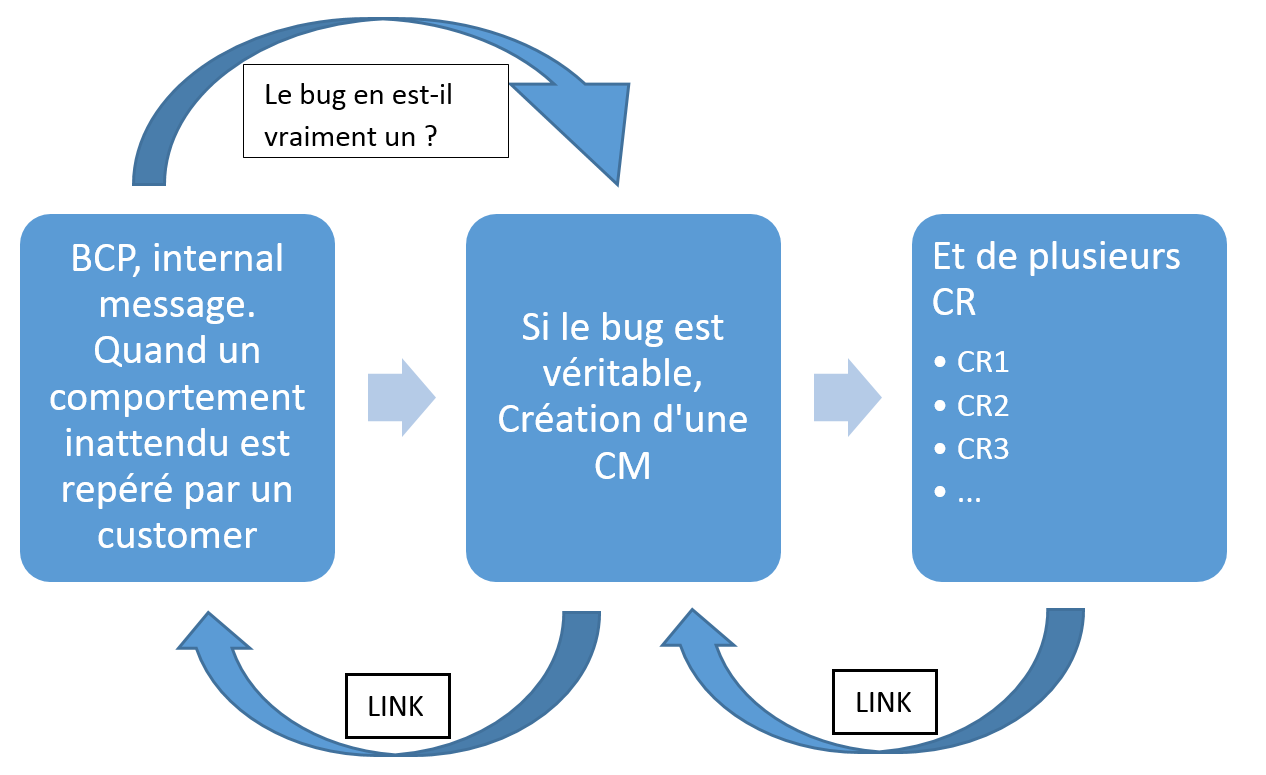 Le bug en est-il
vraiment un ?
BCP, internal
message.
Quand un
comportement
inattendu est
repéré par un
customer
Si le bug est
véritable,
Création d'une
CM
Et de plusieurs
CR
• CR1
• CR2
• CR3
• ...
LINK
LINK